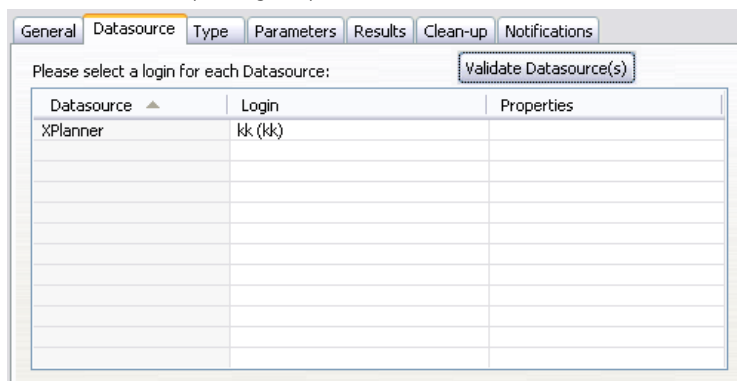 General Datasource Type Parameters Results Clean-up Notifications
Please select a login for each Datasource: Validate Datasource(s)
Datasource Login Properties
XPlanner kk (kk)